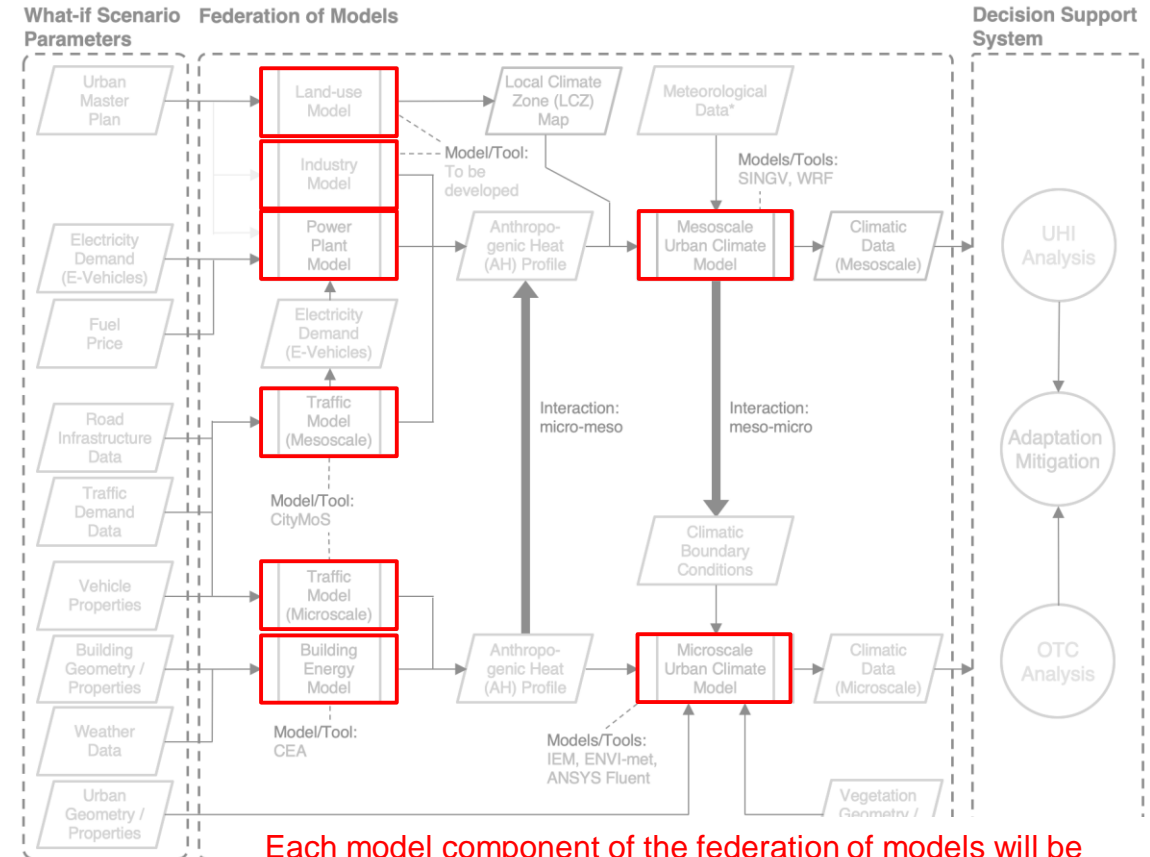 What-if Scenario
Parameters
Federation of Models
Decision Support
System
Urban
Master
Plan
Land-use
Model
Local Climate
Zone (LCZ)
Map
Meteorological
Data*
Model/Tool:
To be
developed
Models/Tools:
SINGV, WRF
Industry
Model
Electricity
Demand
(E-Vehicles)
Power
Plant
Model
Anthropo-
genic Heat
(AH) Profile
Mesoscale
Urban Climate
Model
Climatic
Data
(Mesoscale)
UHI
Analysis
Fuel
Price
Electricity
Demand
(E-Vehicles)
Road
Infrastructure
Data
Traffic
Model
(Mesoscale)
Interaction:
micro-meso
Interaction:
meso-micro
Adaptation
Mitigation
Traffic
Demand
Data
Model/Tool:
CityMoS
Climatic
Boundary
Conditions
Vehicle
Properties
Traffic
Model
(Microscale)
Building
Geometry /
Properties
Building
Energy
Model
Anthropo-
genic Heat
(AH) Profile
Microscale
Urban Climate
Model
Climatic
Data
(Microscale)
OTC
Analysis
Weather
Data
Model/Tool:
CEA
Models/Tools:
IEM, ENVI-met,
ANSYS Fluent
Urban
Geometry /
Properties
Vegetation
Geometry /
Each model component of the federation of models will be